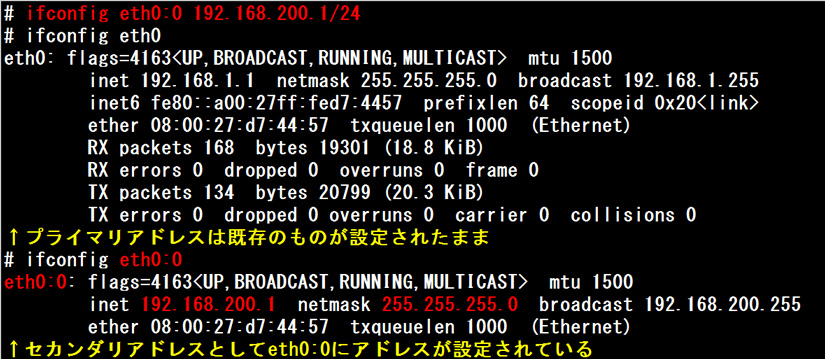 # ifconfig eth0:0 192.168.200.1/24
# ifconfig eth0
eth0: flags=4163<UP,BROADCAST,RUNNING,MULTICAST>  mtu 1500
        inet 192.168.1.1  netmask 255.255.255.0  broadcast 192.168.1.255
        inet6 fe80::a00:27ff:fed7:4457  prefixlen 64  scopeid 0x20<link>
        ether 08:00:27:d7:44:57  txqueuelen 1000  (Ethernet)
        RX packets 168  bytes 19301 (18.8 KiB)
        RX errors 0  dropped 0  overruns 0  frame 0
        TX packets 134  bytes 20799 (20.3 KiB)
        TX errors 0  dropped 0 overruns 0  carrier 0  collisions 0
↑プライマリアドレスは既存のものが設定されたまま
# ifconfig eth0:0
eth0:0: flags=4163<UP,BROADCAST,RUNNING,MULTICAST>  mtu 1500
        inet 192.168.200.1  netmask 255.255.255.0  broadcast 192.168.200.255
        ether 08:00:27:d7:44:57  txqueuelen 1000  (Ethernet)
↑セカンダリアドレスとしてeth0:0にアドレスが設定されている